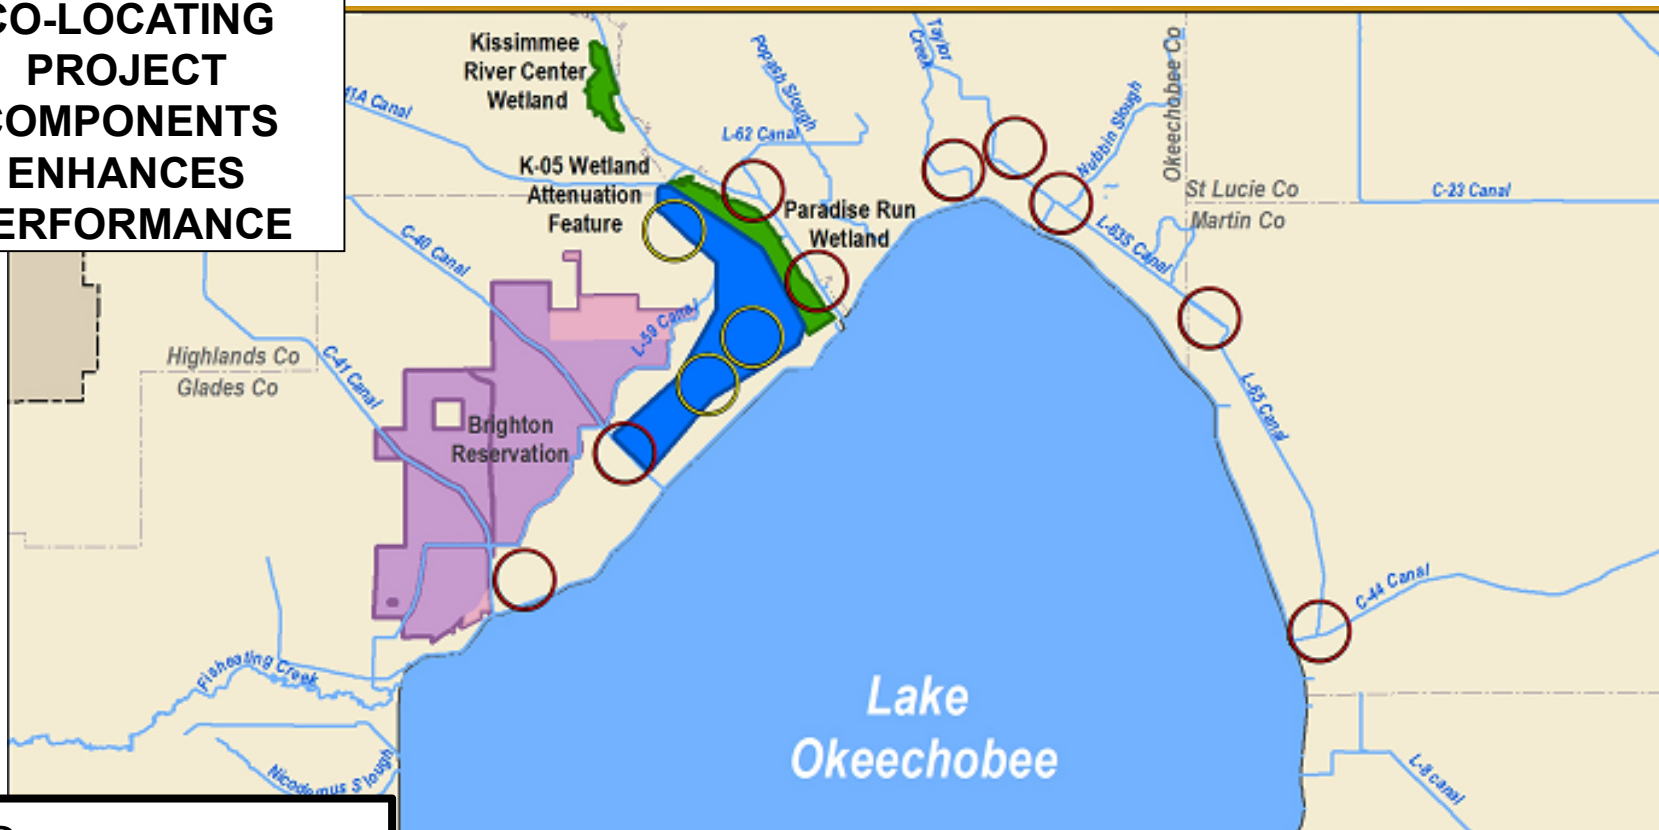 CO-LOCATING
PROJECT
COMPONENTS
ENHANCES
PERFORMANCE
Kissimmee
River Center
Wetland
41A Canal
Popash Slough
Taylor
Creek
L-62 Canal
Nubbin Slough
Okeechobee Co
St Lucie Co
Martin Co
C-23 Canal
K-05 Wetland
Attenuation
Feature
Paradise Run
Wetland
C-40 Canal
L-63S Canal
L-59 Canal
Highlands Co
Glades Co
C-41 Canal
L-65 Canal
Brighton
Reservation
C-44 Canal
Fisheating Creek
Lake
Okeechobee
Nicodemus Slough
L-8 canal